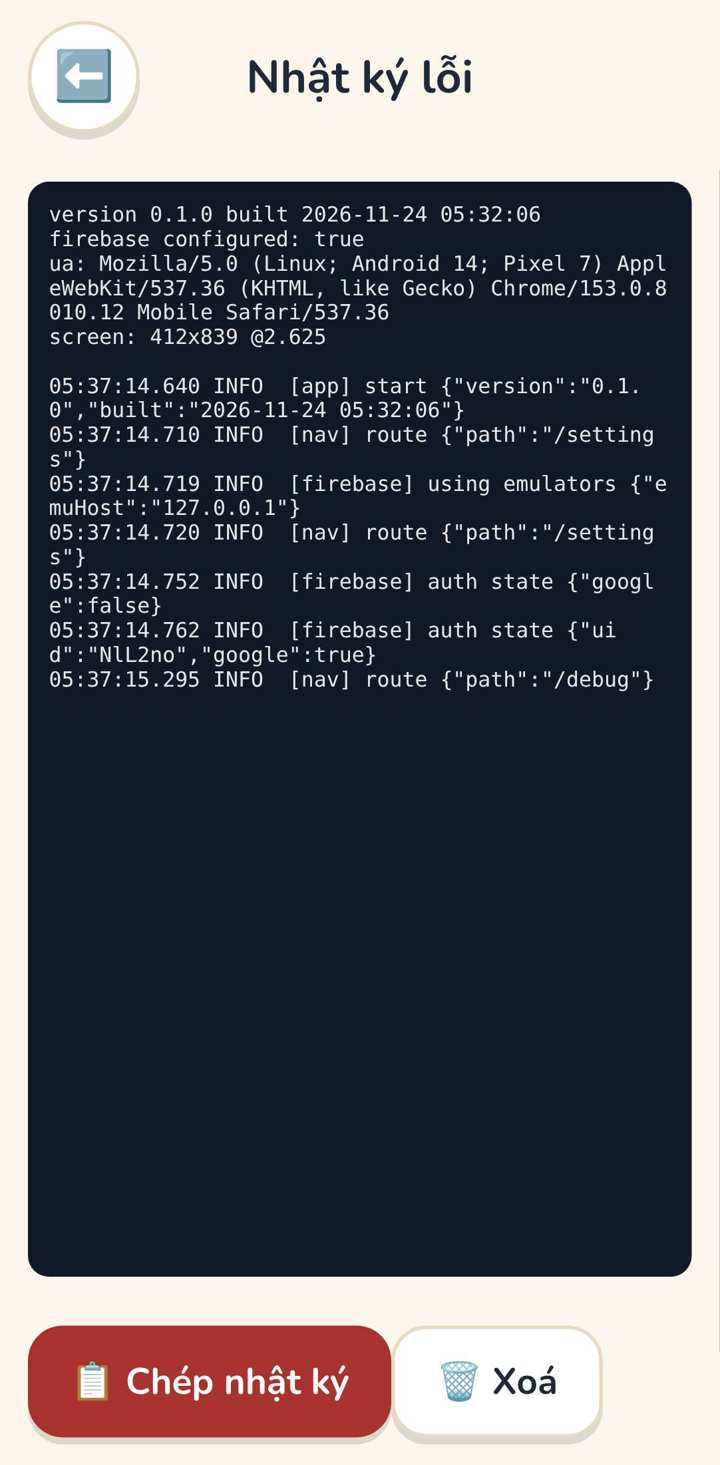 Nhật ký lỗi
version 0.1.0 built 2026-11-24 05:32:06
firebase configured: true
ua: Mozilla/5.0 (Linux; Android 14; Pixel 7) Appl
eWebKit/537.36 (KHTML, like Gecko) Chrome/153.0.8
010.12 Mobile Safari/537.36
screen: 412x839 @2.625

05:37:14.640 INFO  [app] start {"version":"0.1.
0","built":"2026-11-24 05:32:06"}
05:37:14.710 INFO  [nav] route {"path":"/setting
s"}
05:37:14.719 INFO  [firebase] using emulators {"e
muHost":"127.0.0.1"}
05:37:14.720 INFO  [nav] route {"path":"/setting
s"}
05:37:14.752 INFO  [firebase] auth state {"googl
e":false}
05:37:14.762 INFO  [firebase] auth state {"ui
d":"NlL2no","google":true}
05:37:15.295 INFO  [nav] route {"path":"/debug"}
Chép nhật ký
Xoá